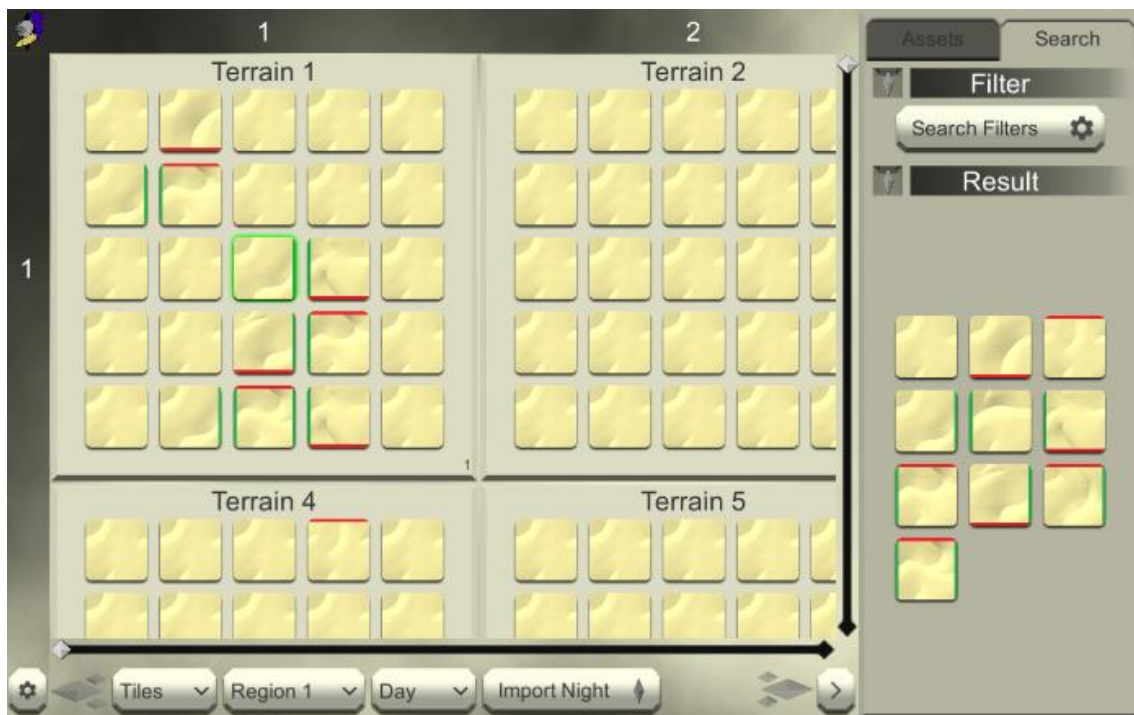 1 2
Assets Search
Terrain 1 Terrain 2
Filter
Search Filters
Result
1
1
Terrain 4 Terrain 5
Tiles Region 1 Day Import Night